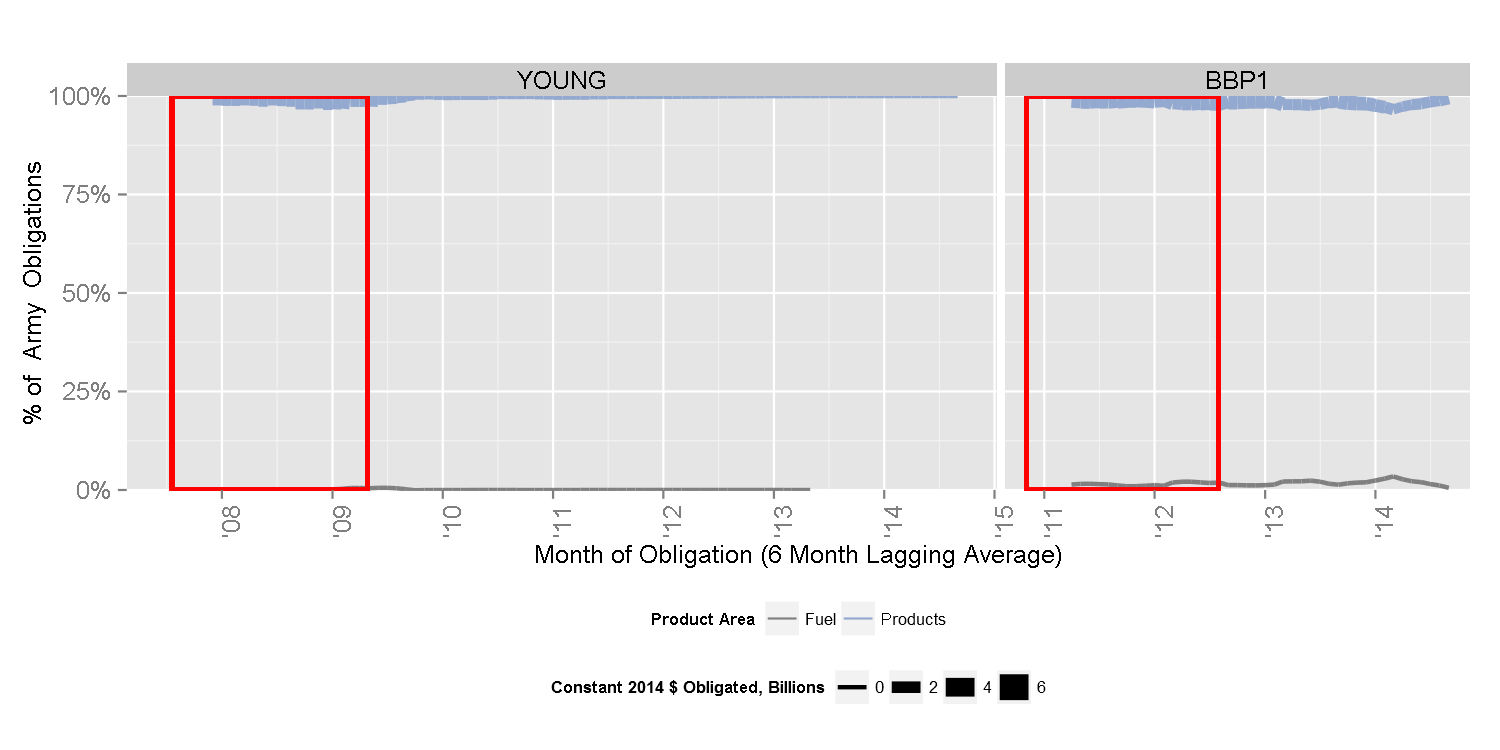 YOUNG BBP1
100%
75%
50%
25%
0%
% of Army Obligations
'08 '09 '10 '11 '12 '13 '14 '15 '11 '12 '13 '14
Month of Obligation (6 Month Lagging Average)
Product Area Fuel Products
Constant 2014 $ Obligated, Billions 0 2 4 6